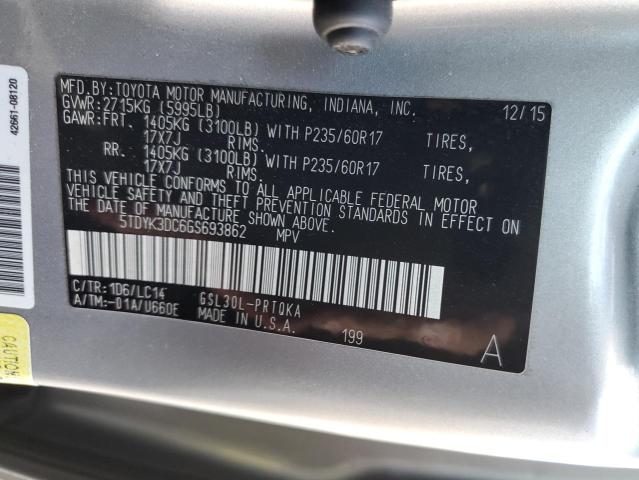 42661-08120
MFD.BY:TOYOTA MOTOR MANUFACTURING, INDIANA, INC. 12/15
GVWR:2715KG (5995LB)
GAWR:FRT. 1405KG (3100LB) WITH P235/60R17 TIRES,
17X7J RIMS.
RR. 1405KG (3100LB) WITH P235/60R17 TIRES,
17X7J RIMS.
THIS VEHICLE CONFORMS TO ALL APPLICABLE FEDERAL MOTOR
VEHICLE SAFETY AND THEFT PREVENTION STANDARDS IN EFFECT ON
THE DATE OF MANUFACTURE SHOWN ABOVE.
5TDYK3DC6GS693862 MPV
C/TR:1D6/LC14 GSL30L-PRTQKA
A/TM:-01A/U660E MADE IN U.S.A. 199 A
CAUTION